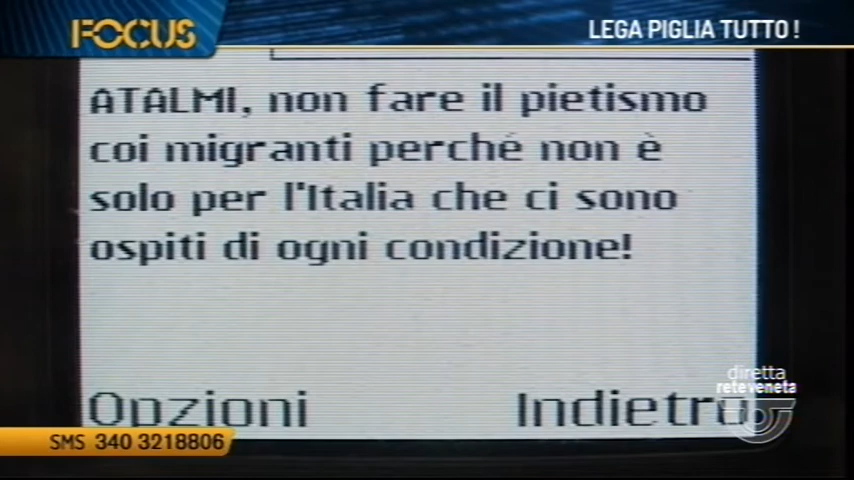 FOCUS
LEGA PIGLIA TUTTO!
ATALMI, non fare il pietismo
coi migranti perché non è
solo per l'Italia che ci sono
ospiti di ogni condizione!
Opzioni
Indietro
diretta
reteveneta
SMS 340 3218806